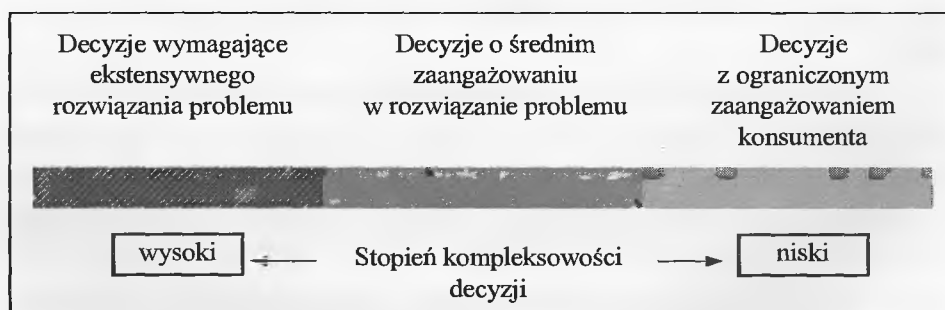 Decyzje wymagające
ekstensywnego
rozwiązania problemu
Decyzje o średnim
zaangażowaniu
w rozwiązanie problemu
Decyzje
z ograniczonym
zaangażowaniem
konsumenta
wysoki
Stopień kompleksowości
decyzji
niski